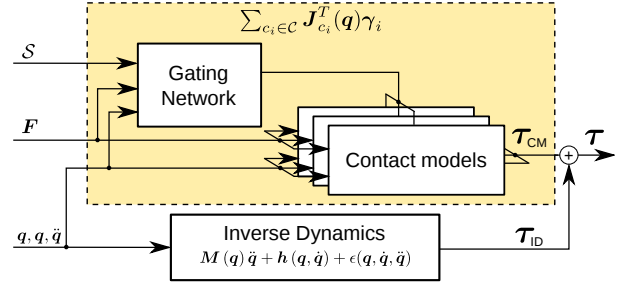 ∑_{c_i∈𝒞} J^T_{c_i}(q)γ_i
𝒮
Gating
Network
F
Contact models
τ_CM
+
τ
q, q, q̈
Inverse Dynamics
M(q)q̈ + h(q, q̇) + ϵ(q, q̇, q̈)
τ_ID